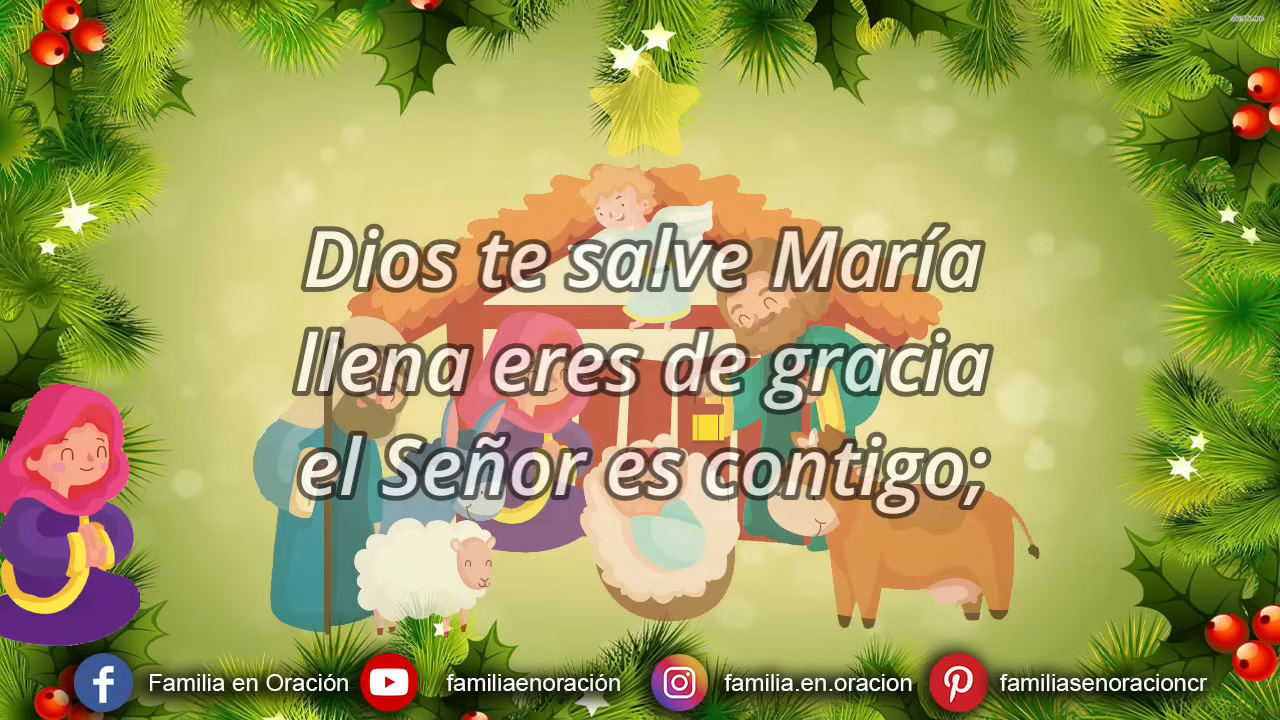 Dios te salve María
llena eres de gracia
el Señor es contigo;
Familia en Oración
familiaenoración
familia.en.oracion
familiasenoracioncr